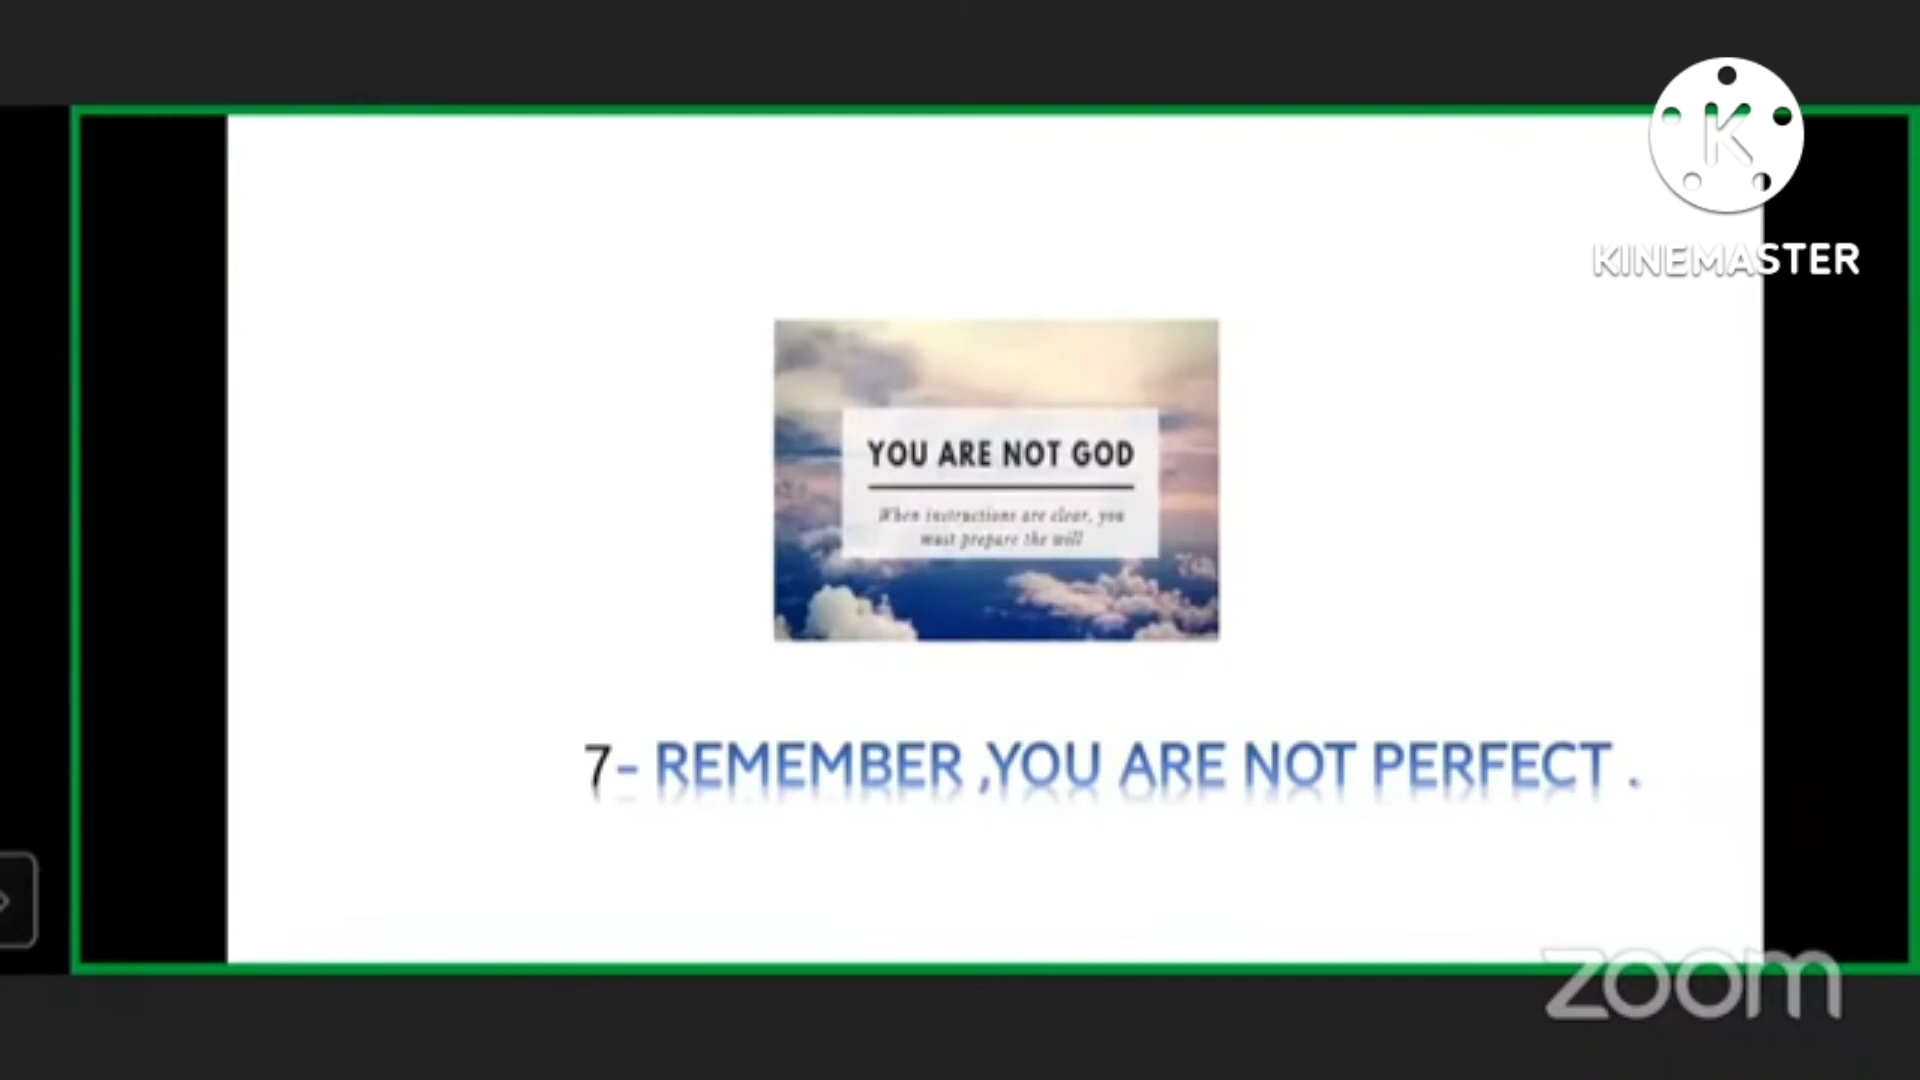 K
KINEMASTER
YOU ARE NOT GOD
When instructions are clear, you
must prepare the will
7- REMEMBER ,YOU ARE NOT PERFECT .
zoom